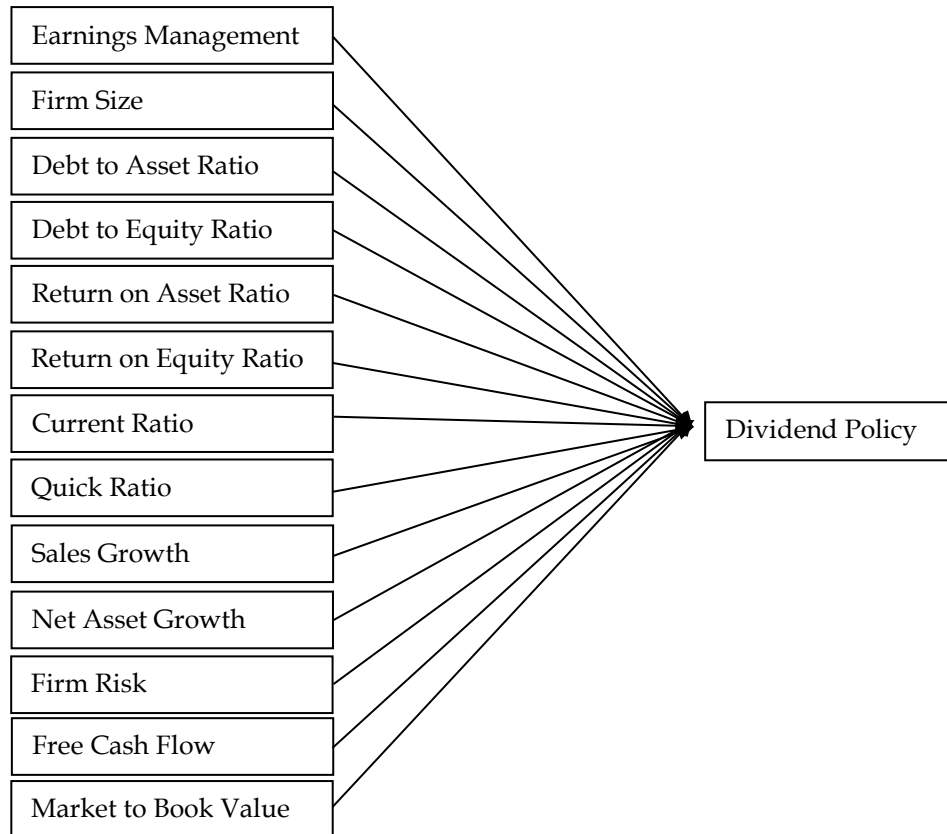 Earnings Management
Firm Size
Debt to Asset Ratio
Debt to Equity Ratio
Return on Asset Ratio
Return on Equity Ratio
Current Ratio
Quick Ratio
Sales Growth
Net Asset Growth
Firm Risk
Free Cash Flow
Market to Book Value
Dividend Policy